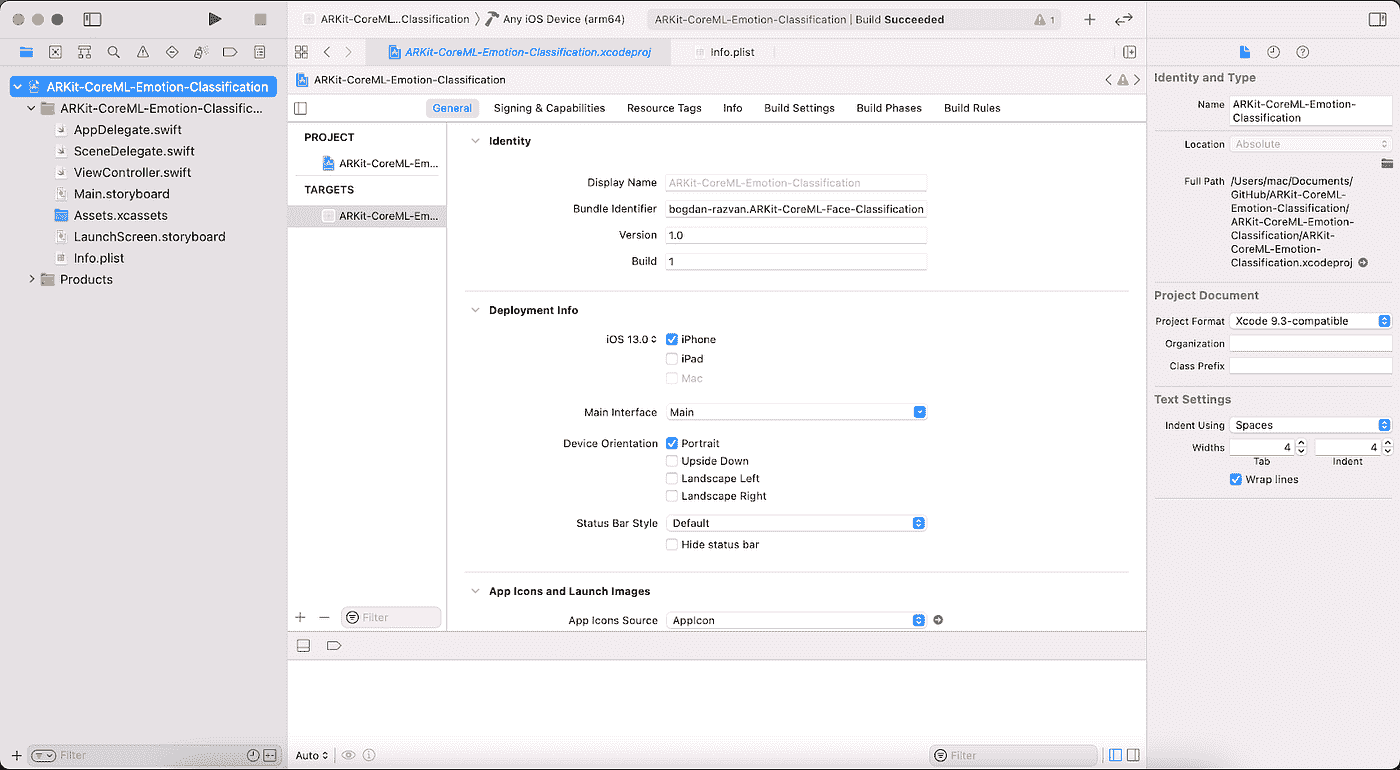 ARKit-CoreML...Classification
Any iOS Device (arm64)
ARKit-CoreML-Emotion-Classification | Build Succeeded
1
ARKit-CoreML-Emotion-Classification
ARKit-CoreML-Emotion-Classific...
AppDelegate.swift
SceneDelegate.swift
ViewController.swift
Main.storyboard
Assets.xcassets
LaunchScreen.storyboard
Info.plist
Products
Filter
ARKit-CoreML-Emotion-Classification.xcodeproj
Info.plist
ARKit-CoreML-Emotion-Classification
General
Signing & Capabilities
Resource Tags
Info
Build Settings
Build Phases
Build Rules
PROJECT
ARKit-CoreML-Em...
TARGETS
ARKit-CoreML-Em...
Filter
Identity
Display Name
ARKit-CoreML-Emotion-Classification
Bundle Identifier
bogdan-razvan.ARKit-CoreML-Face-Classification
Version
1.0
Build
1
Deployment Info
iOS 13.0
iPhone
iPad
Mac
Main Interface
Main
Device Orientation
Portrait
Upside Down
Landscape Left
Landscape Right
Status Bar Style
Default
Hide status bar
App Icons and Launch Images
App Icons Source
AppIcon
Auto
Filter
Identity and Type
Name
ARKit-CoreML-Emotion-
Classification
Location
Absolute
Full Path
/Users/mac/Documents/
GitHub/ARKit-CoreML-
Emotion-Classification/
ARKit-CoreML-Emotion-
Classification/ARKit-
CoreML-Emotion-
Classification.xcodeproj
Project Document
Project Format
Xcode 9.3-compatible
Organization
Class Prefix
Text Settings
Indent Using
Spaces
Widths
4
4
Tab
Indent
Wrap lines